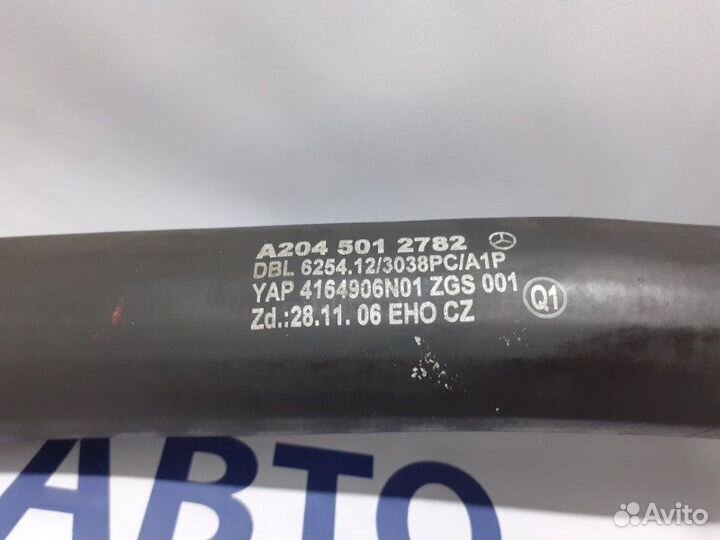 A204 501 2782
DBL 6254.12/3038PC/A1P
YAP 4164906N01 ZGS 001
Q1
Zd.:28.11. 06 EHO CZ
АВТО
Avito